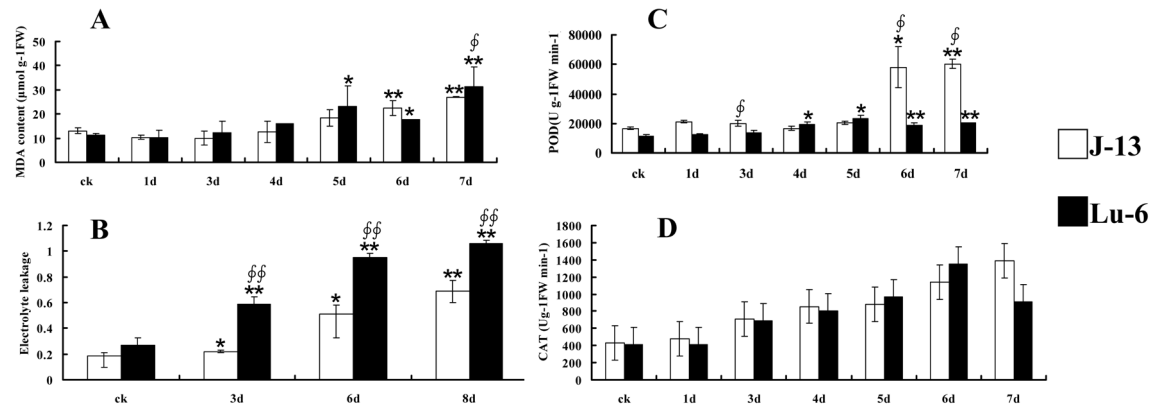 A
MDA content (μmol g-1FW)
50
40
30
20
10
0
∮
* ** * ** **
ck 1d 3d 4d 5d 6d 7d
C
POD(U g-1FW min-1
80000
60000
40000
20000
0
∮ ∮ ∮
* * * ** ** **
ck 1d 3d 4d 5d 6d 7d
J-13
Lu-6
B
Electrolyte leakage
1.2
1
0.8
0.6
0.4
0.2
0
∮∮ ∮∮ ∮∮
* ** * ** ** **
ck 3d 6d 8d
D
CAT (Ug-1FW min-1)
1800
1600
1400
1200
1000
800
600
400
200
0
ck 1d 3d 4d 5d 6d 7d